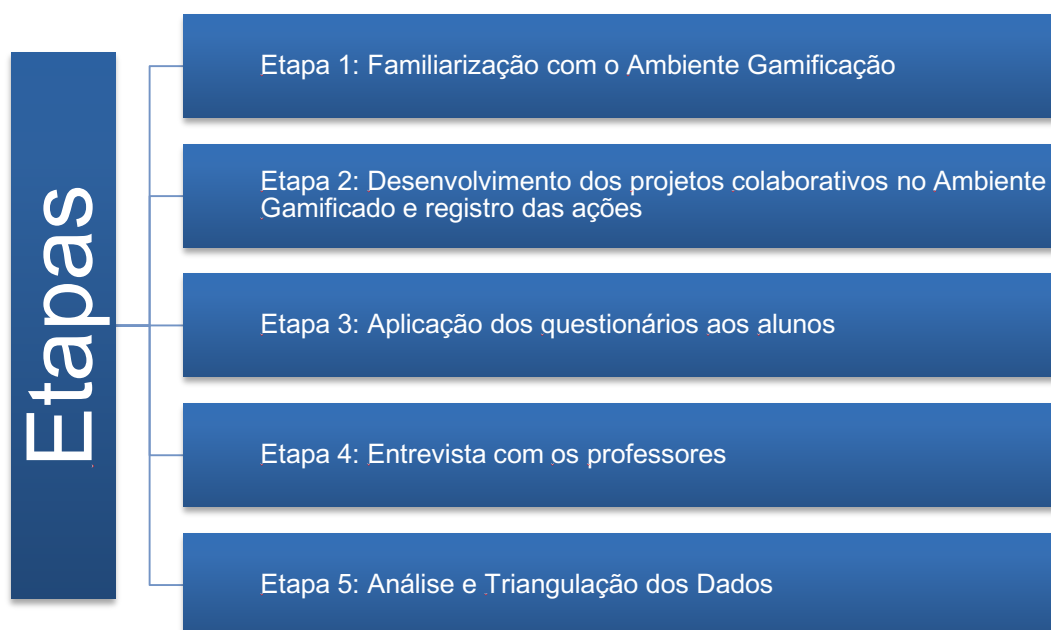 Etapas
Etapa 1: Familiarização com o Ambiente Gamificação
Etapa 2: Desenvolvimento dos projetos colaborativos no Ambiente
Gamificado e registro das ações
Etapa 3: Aplicação dos questionários aos alunos
Etapa 4: Entrevista com os professores
Etapa 5: Análise e Triangulação dos Dados